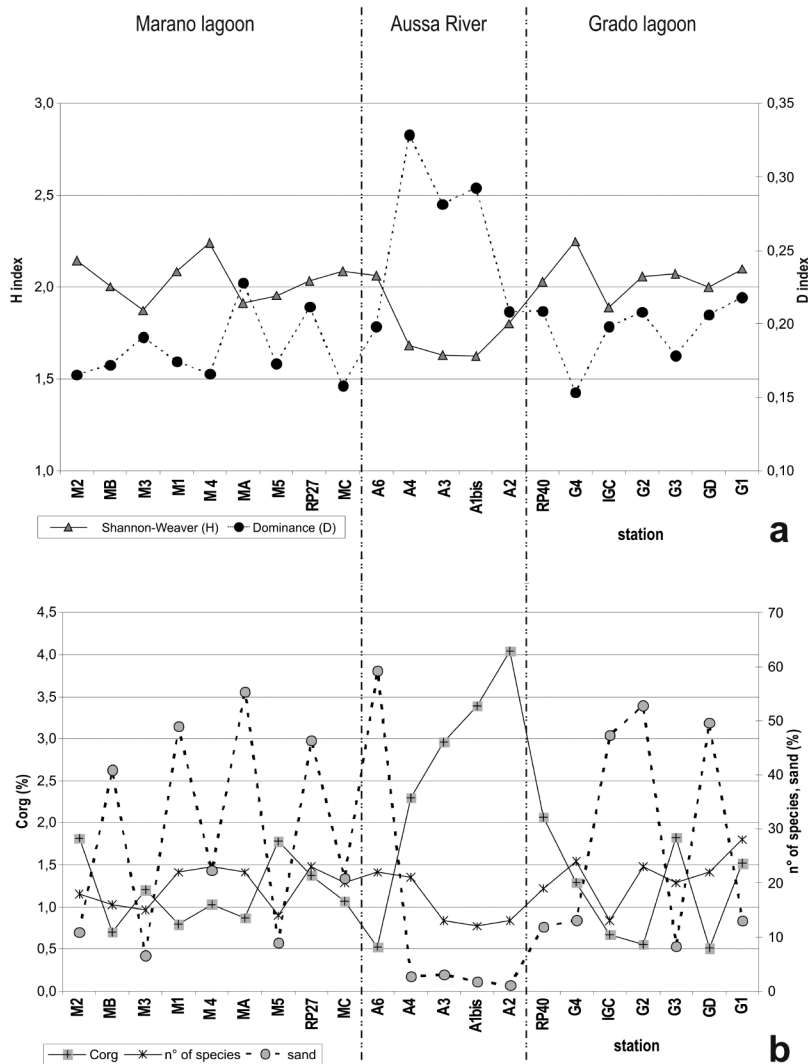 Marano lagoon
Aussa River
Grado lagoon
3,0
2,5
2,0
1,5
1,0
H index
0,35
0,30
0,25
0,20
0,15
0,10
D index
M2 MB M3 M1 M 4 MA M5 RP27 MC A6 A4 A3 A1bis A2 RP40 G4 IGC G2 G3 GD G1
Shannon-Weaver (H) Dominance (D)
station
a
4,5
4,0
3,5
3,0
2,5
2,0
1,5
1,0
0,5
0,0
Corg (%)
70
60
50
40
30
20
10
0
n° of species, sand (%)
M2 MB M3 M1 M 4 MA M5 RP27 MC A6 A4 A3 A1bis A2 RP40 G4 IGC G2 G3 GD G1
Corg n° of species sand
station
b